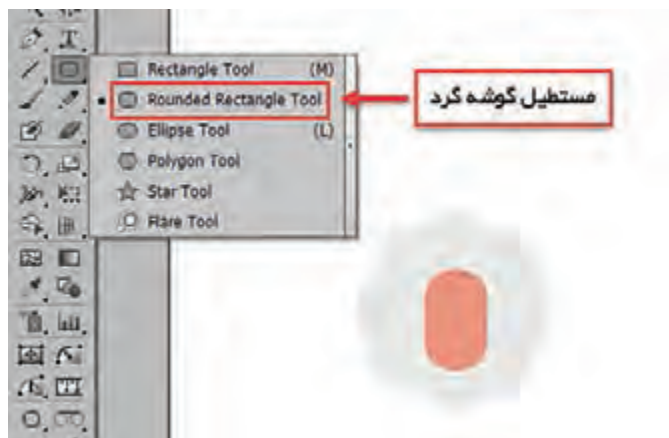 Rectangle Tool (M)
Rounded Rectangle Tool
Ellipse Tool (L)
Polygon Tool
Star Tool
Flare Tool
مستطیل گوشه گرد